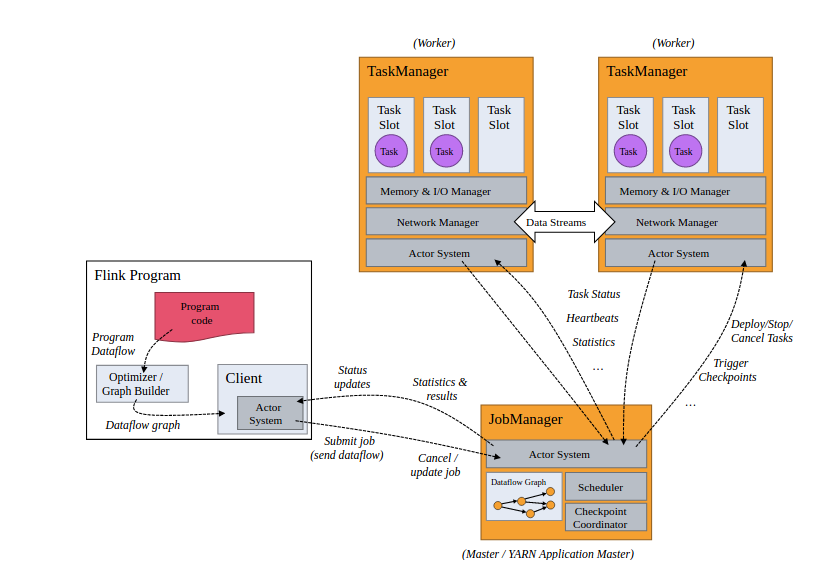 (Worker)
TaskManager
Task
Slot
Task
Task
Slot
Task
Task
Slot
Memory & I/O Manager
Network Manager
Actor System
(Worker)
TaskManager
Task
Slot
Task
Task
Slot
Task
Task
Slot
Memory & I/O Manager
Network Manager
Actor System
Data Streams
Flink Program
Program
code
Program
Dataflow
Optimizer /
Graph Builder
Dataflow graph
Client
Actor
System
Status
updates
Statistics &
results
Submit job
(send dataflow)
Cancel /
update job
Task Status
Heartbeats
Statistics
...
Deploy/Stop/
Cancel Tasks
Trigger
Checkpoints
...
JobManager
Actor System
Dataflow Graph
Scheduler
Checkpoint
Coordinator
(Master / YARN Application Master)